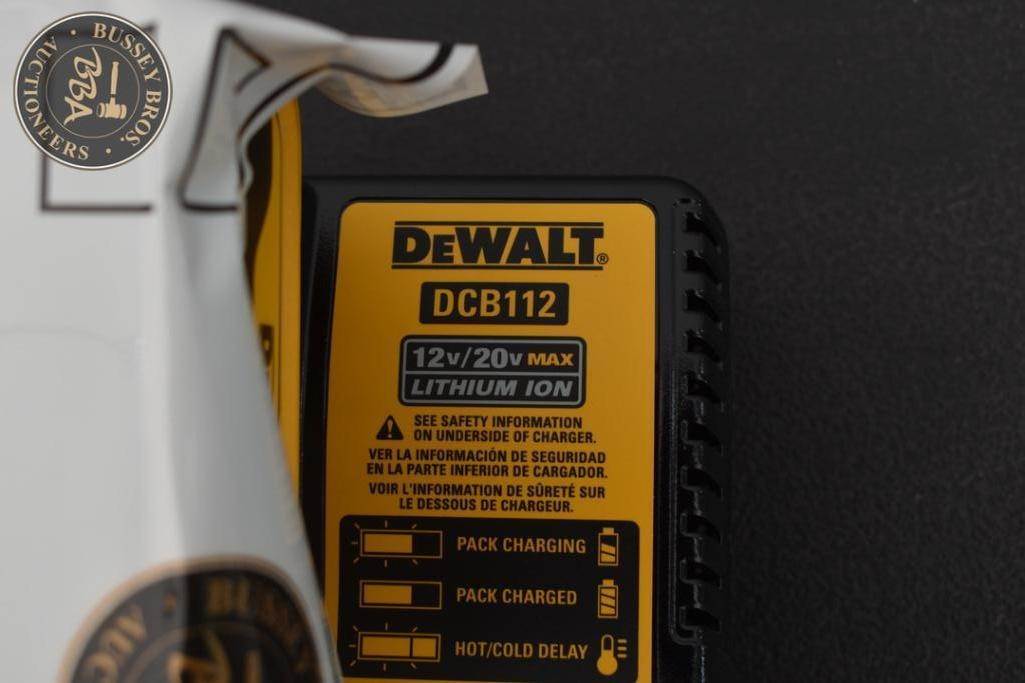 BUSSEY BROS.
AUCTIONEERS
BBA
DEWALT®
DCB112
12v/20v MAX
LITHIUM ION
SEE SAFETY INFORMATION
ON UNDERSIDE OF CHARGER.
VER LA INFORMACIÓN DE SEGURIDAD
EN LA PARTE INFERIOR DE CARGADOR.
VOIR L'INFORMATION DE SÛRETÉ SUR
LE DESSOUS DE CHARGEUR.
PACK CHARGING
PACK CHARGED
HOT/COLD DELAY